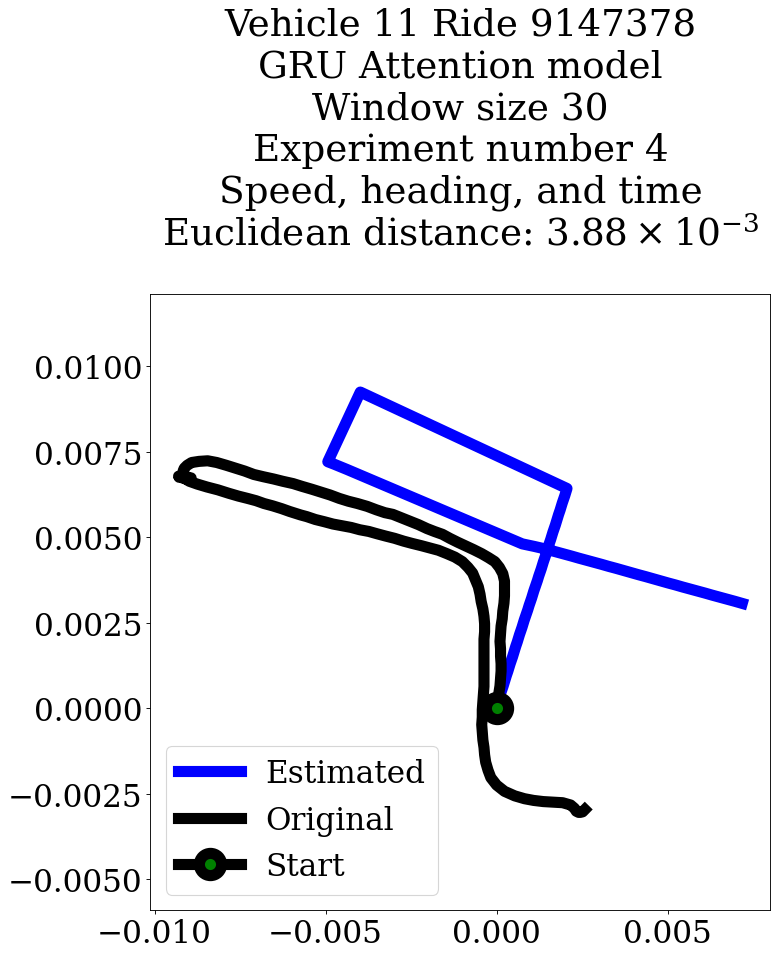 Vehicle 11 Ride 9147378
GRU Attention model
Window size 30
Experiment number 4
Speed, heading, and time
Euclidean distance: 3.88 × 10⁻³
0.0100
0.0075
0.0050
0.0025
0.0000
−0.0025
−0.0050
Estimated
Original
Start
−0.010 −0.005 0.000 0.005